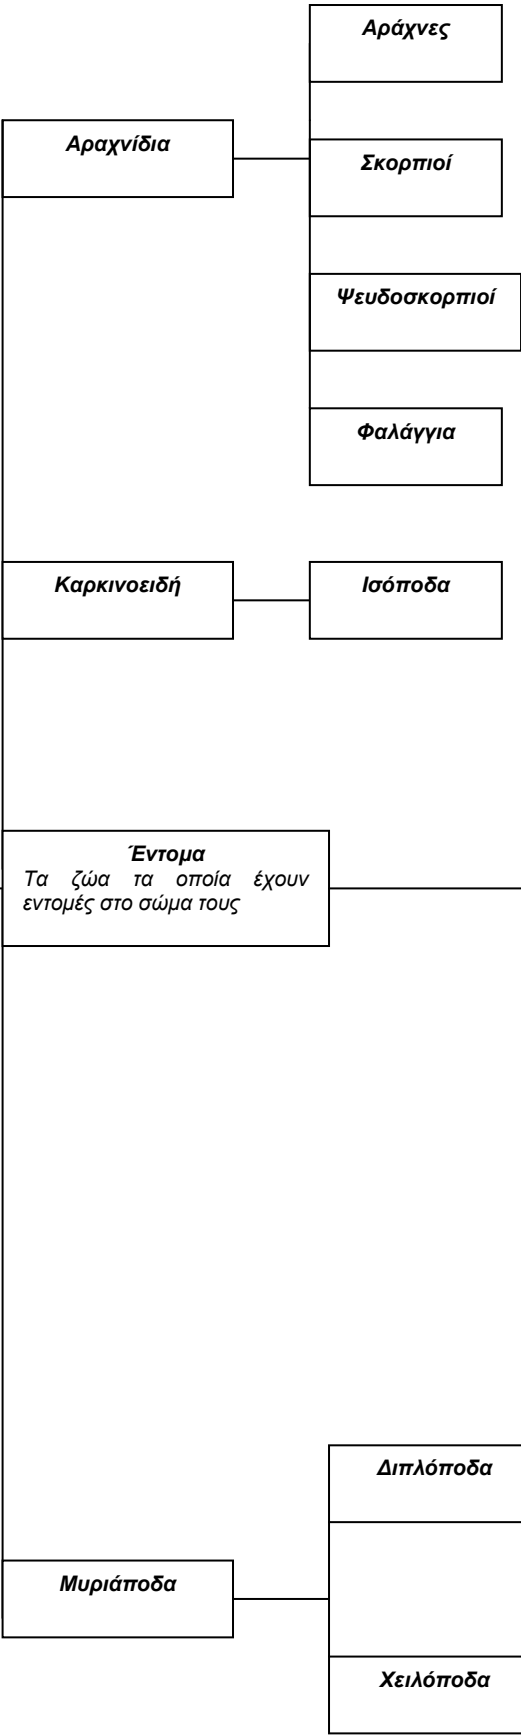 Αράχνες
Αραχνίδια
Σκορπιοί
Ψευδοσκορπιοί
Φαλάγγια
Καρκινοειδή
Ισόποδα
Έντομα
Τα ζώα τα οποία έχουν
εντομές στο σώμα τους
Διπλόποδα
Μυριάποδα
Χειλόποδα